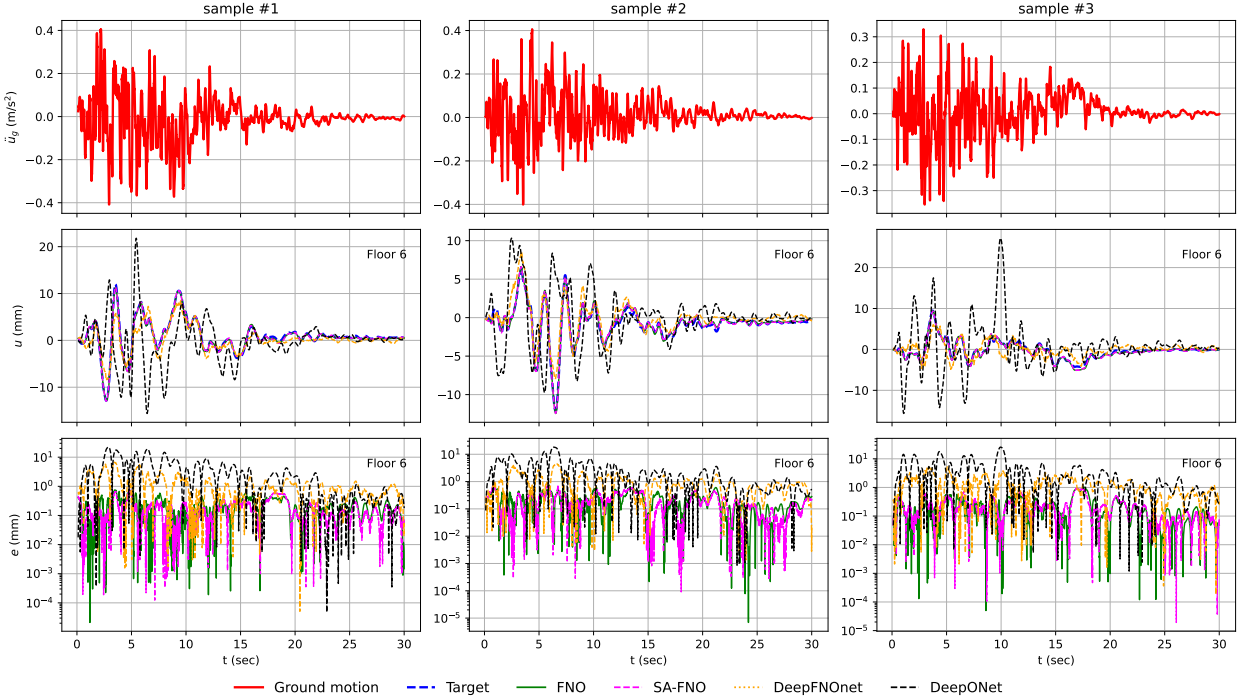 sample #1 sample #2 sample #3
0.4 0.2 0.0 −0.2 −0.4
üg (m/s²)
0.4 0.2 0.0 −0.2 −0.4
0.3 0.2 0.1 0.0 −0.1 −0.2 −0.3
20 10 0 −10
u (mm)
Floor 6
10 5 0 −5 −10
Floor 6
20 10 0 −10
Floor 6
10¹ 10⁰ 10⁻¹ 10⁻² 10⁻³ 10⁻⁴
e (mm)
Floor 6
10¹ 10⁰ 10⁻¹ 10⁻² 10⁻³ 10⁻⁴ 10⁻⁵
Floor 6
10¹ 10⁰ 10⁻¹ 10⁻² 10⁻³ 10⁻⁴ 10⁻⁵
Floor 6
0 5 10 15 20 25 30
0 5 10 15 20 25 30
0 5 10 15 20 25 30
t (sec) t (sec) t (sec)
Ground motion Target FNO SA-FNO DeepFNOnet DeepONet